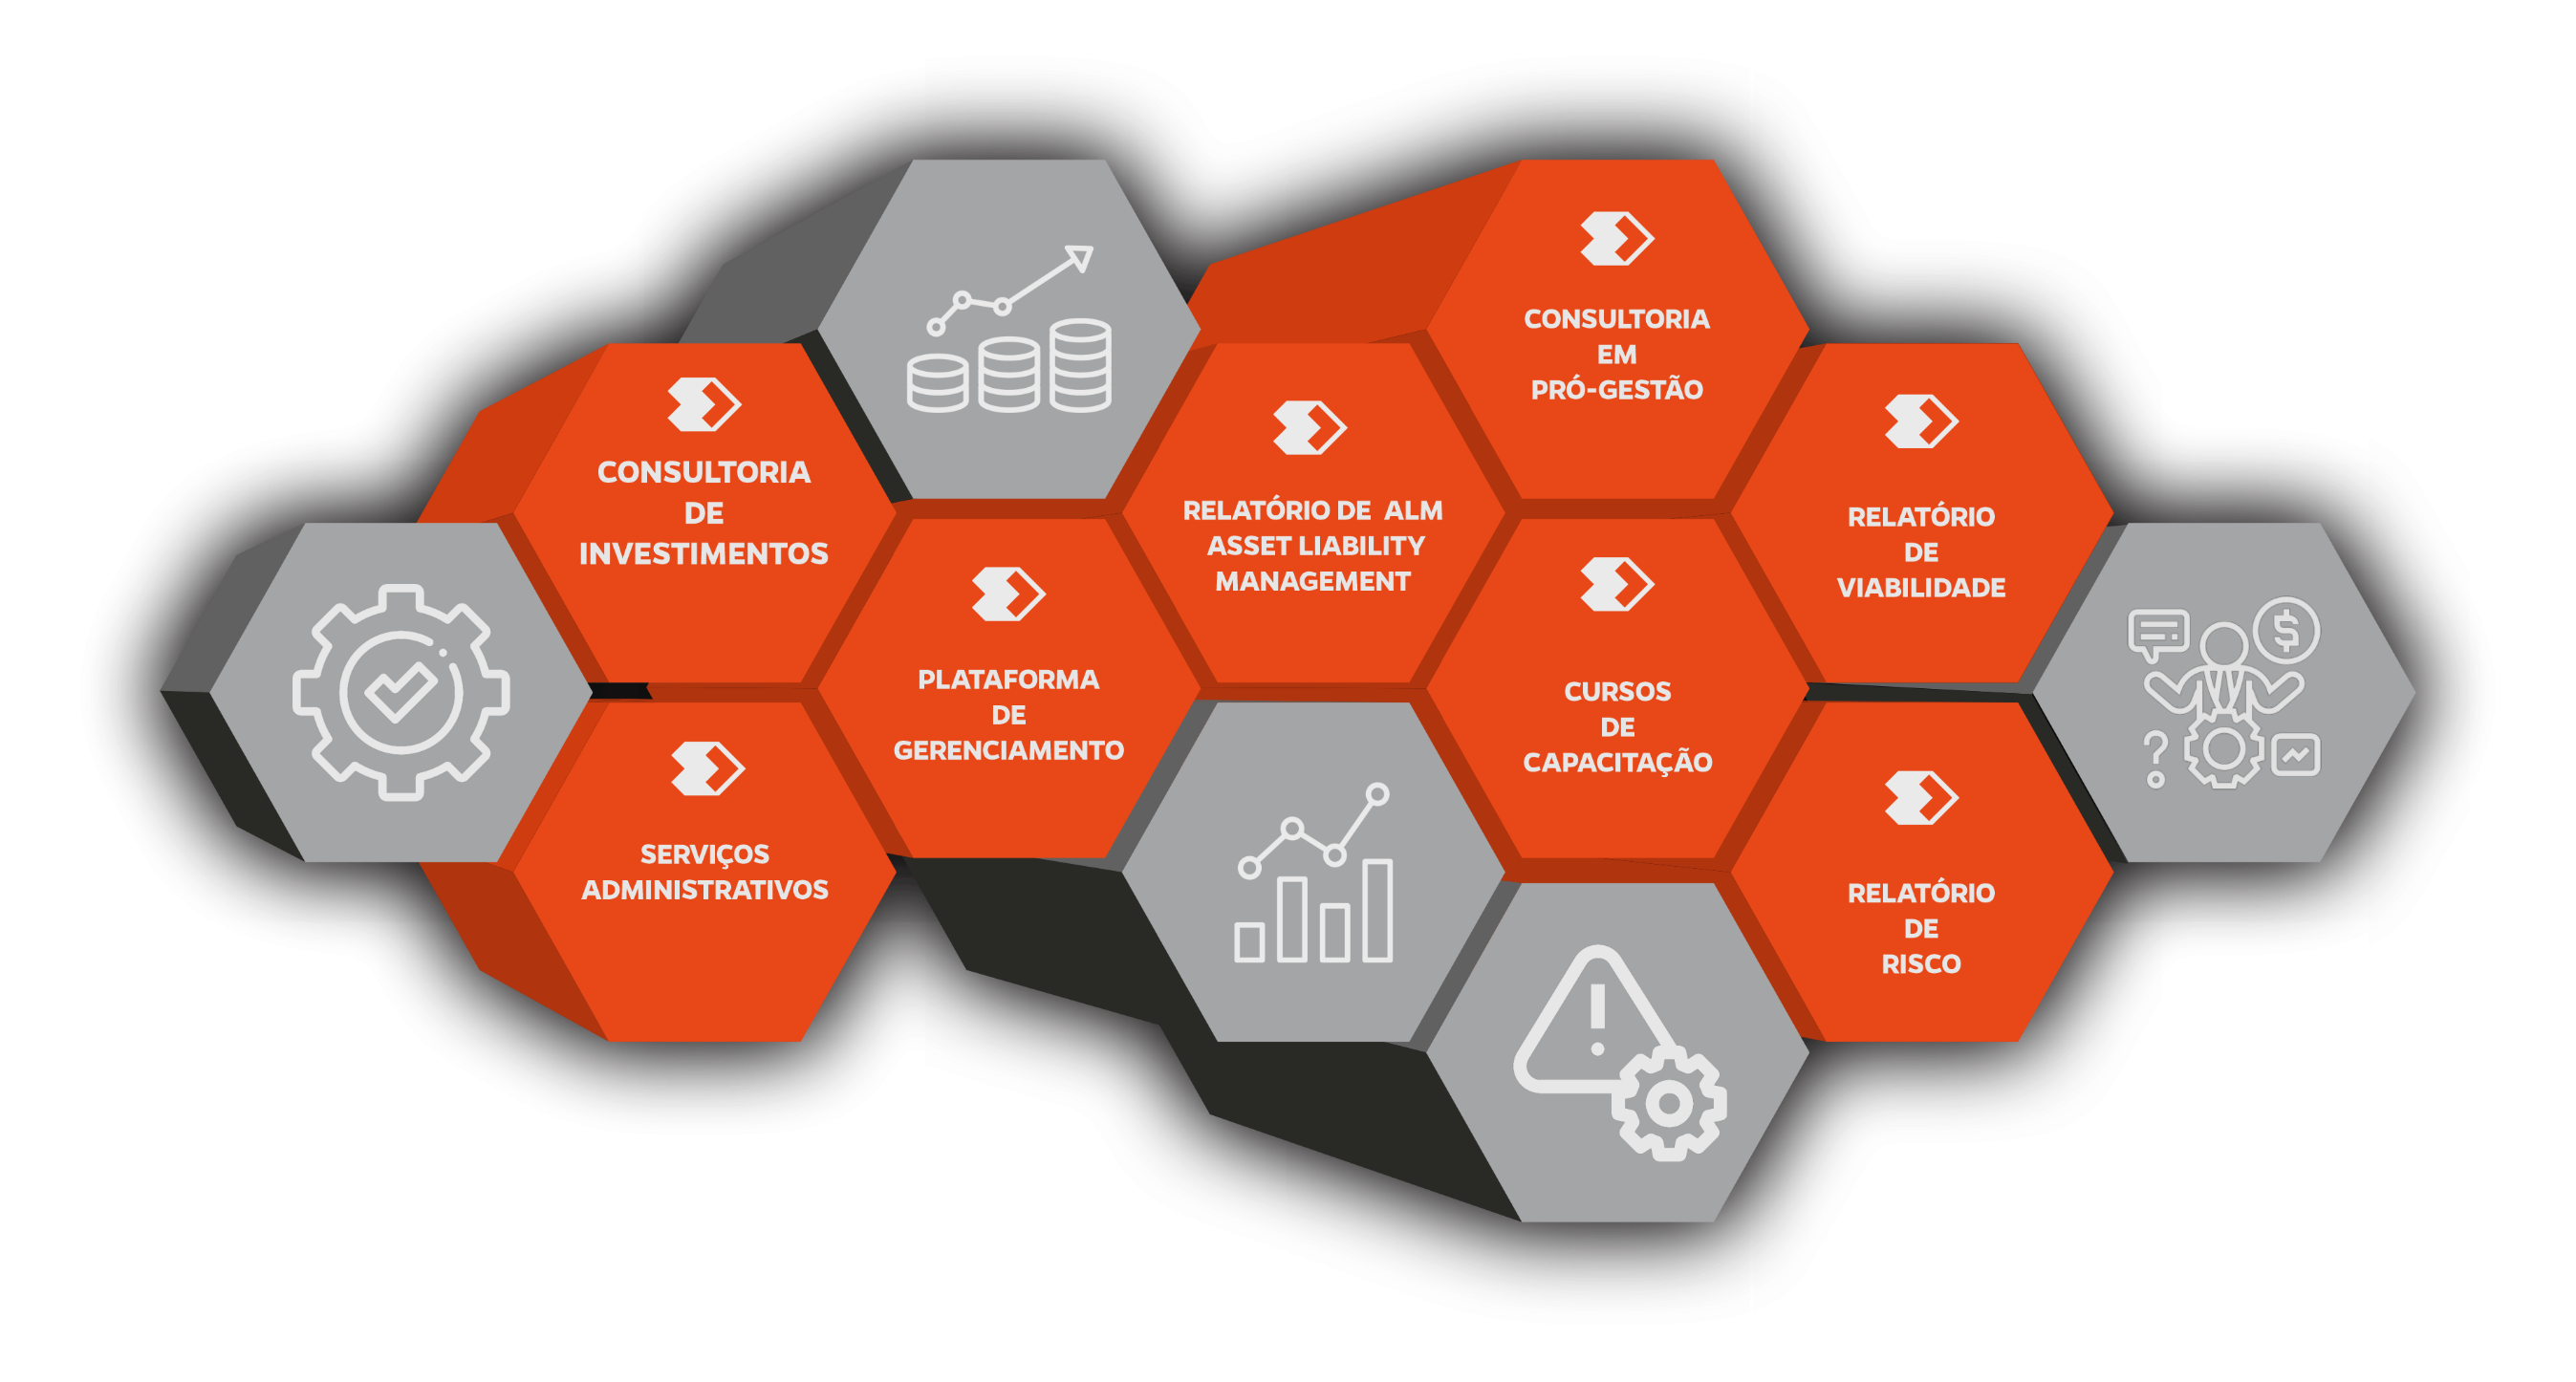 CONSULTORIA
DE
INVESTIMENTOS
SERVIÇOS
ADMINISTRATIVOS
PLATAFORMA
DE
GERENCIAMENTO
RELATÓRIO DE  ALM
ASSET LIABILITY
MANAGEMENT
CONSULTORIA
EM
PRÓ-GESTÃO
CURSOS
DE
CAPACITAÇÃO
RELATÓRIO
DE
VIABILIDADE
RELATÓRIO
DE
RISCO